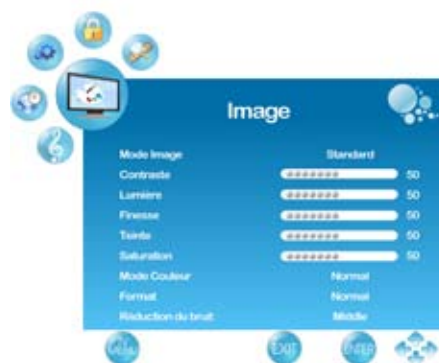 Image
Mode Image Standard
Contraste 50
Lumière 50
Finesse 50
Teinte 50
Saturation 50
Mode Couleur Normal
Format Normal
Réduction du bruit Middle
EXIT
ENTER